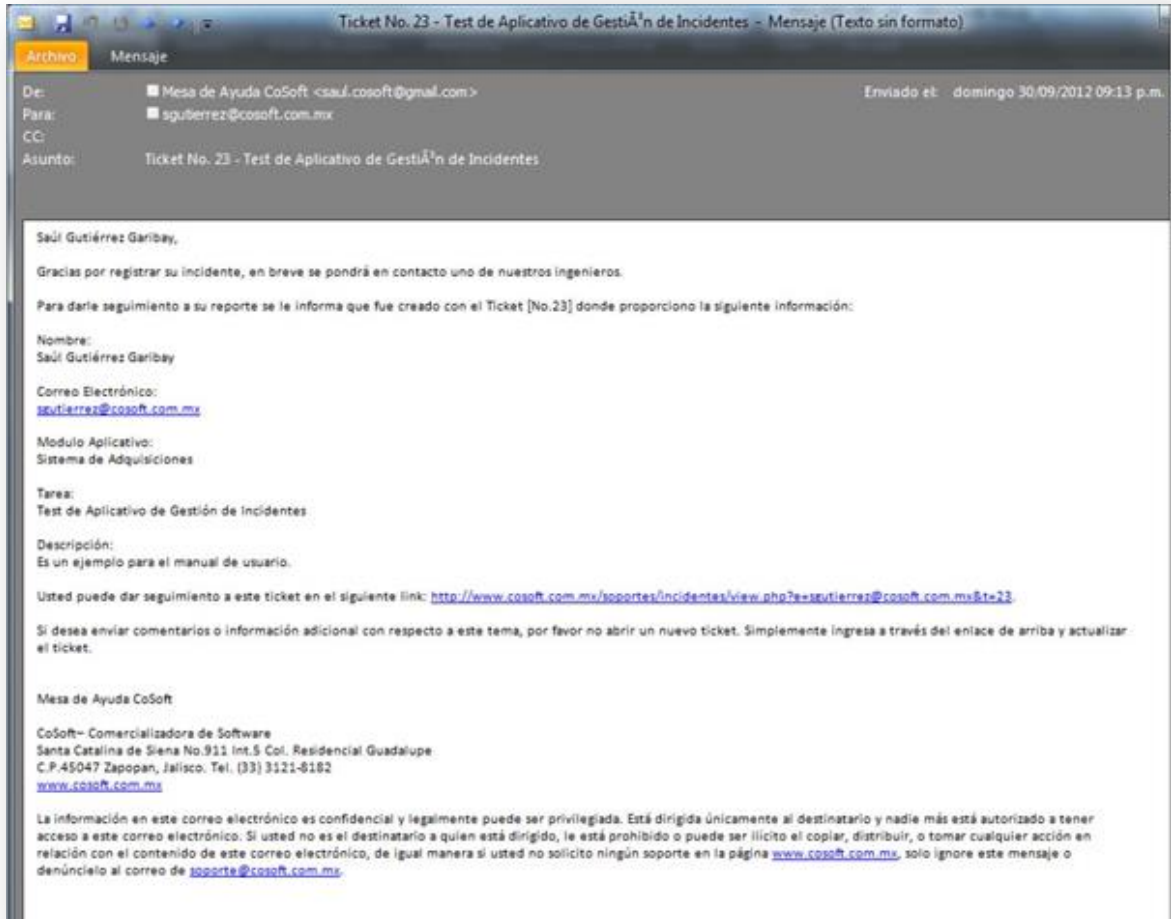 Ticket No. 23 - Test de Aplicativo de GestiÃ³n de Incidentes - Mensaje (Texto sin formato)
Archivo Mensaje
De: Mesa de Ayuda CoSoft <saul.cosoft@gmail.com> Enviado el: domingo 30/09/2012 09:13 p.m.
Para: sgutierrez@cosoft.com.mx
CC:
Asunto: Ticket No. 23 - Test de Aplicativo de GestiÃ³n de Incidentes
Saúl Gutiérrez Garibay,
Gracias por registrar su incidente, en breve se pondrá en contacto uno de nuestros ingenieros.
Para darle seguimiento a su reporte se le informa que fue creado con el Ticket [No.23] donde proporciono la siguiente información:
Nombre:
Saúl Gutiérrez Garibay
Correo Electrónico:
sgutierrez@cosoft.com.mx
Modulo Aplicativo:
Sistema de Adquisiciones
Tarea:
Test de Aplicativo de Gestión de Incidentes
Descripción:
Es un ejemplo para el manual de usuario.
Usted puede dar seguimiento a este ticket en el siguiente link: http://www.cosoft.com.mx/soportes/incidentes/view.php?e=sgutierrez@cosoft.com.mx&t=23.
Si desea enviar comentarios o información adicional con respecto a este tema, por favor no abrir un nuevo ticket. Simplemente ingresa a través del enlace de arriba y actualizar
el ticket.
Mesa de Ayuda CoSoft
CoSoft– Comercializadora de Software
Santa Catalina de Siena No.911 Int.5 Col. Residencial Guadalupe
C.P.45047 Zapopan, Jalisco. Tel. (33) 3121-8182
www.cosoft.com.mx
La información en este correo electrónico es confidencial y legalmente puede ser privilegiada. Está dirigida únicamente al destinatario y nadie más está autorizado a tener
acceso a este correo electrónico. Si usted no es el destinatario a quien está dirigido, le está prohibido o puede ser ilícito el copiar, distribuir, o tomar cualquier acción en
relación con el contenido de este correo electrónico, de igual manera si usted no solicito ningún soporte en la página www.cosoft.com.mx, solo ignore este mensaje o
denúncielo al correo de soporte@cosoft.com.mx.